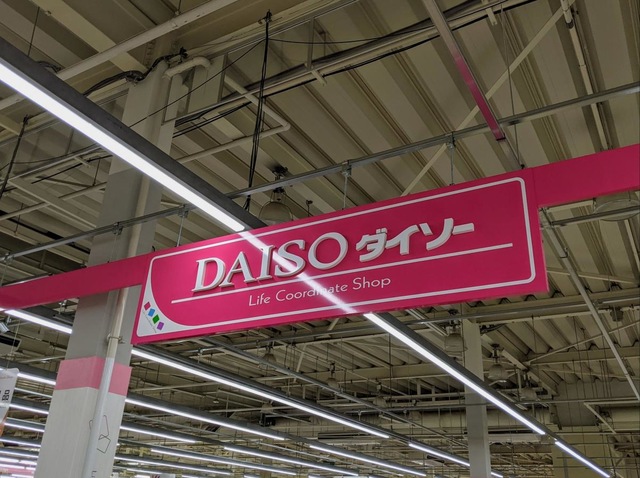 DAISO ダイソー
Life Coordinate Shop